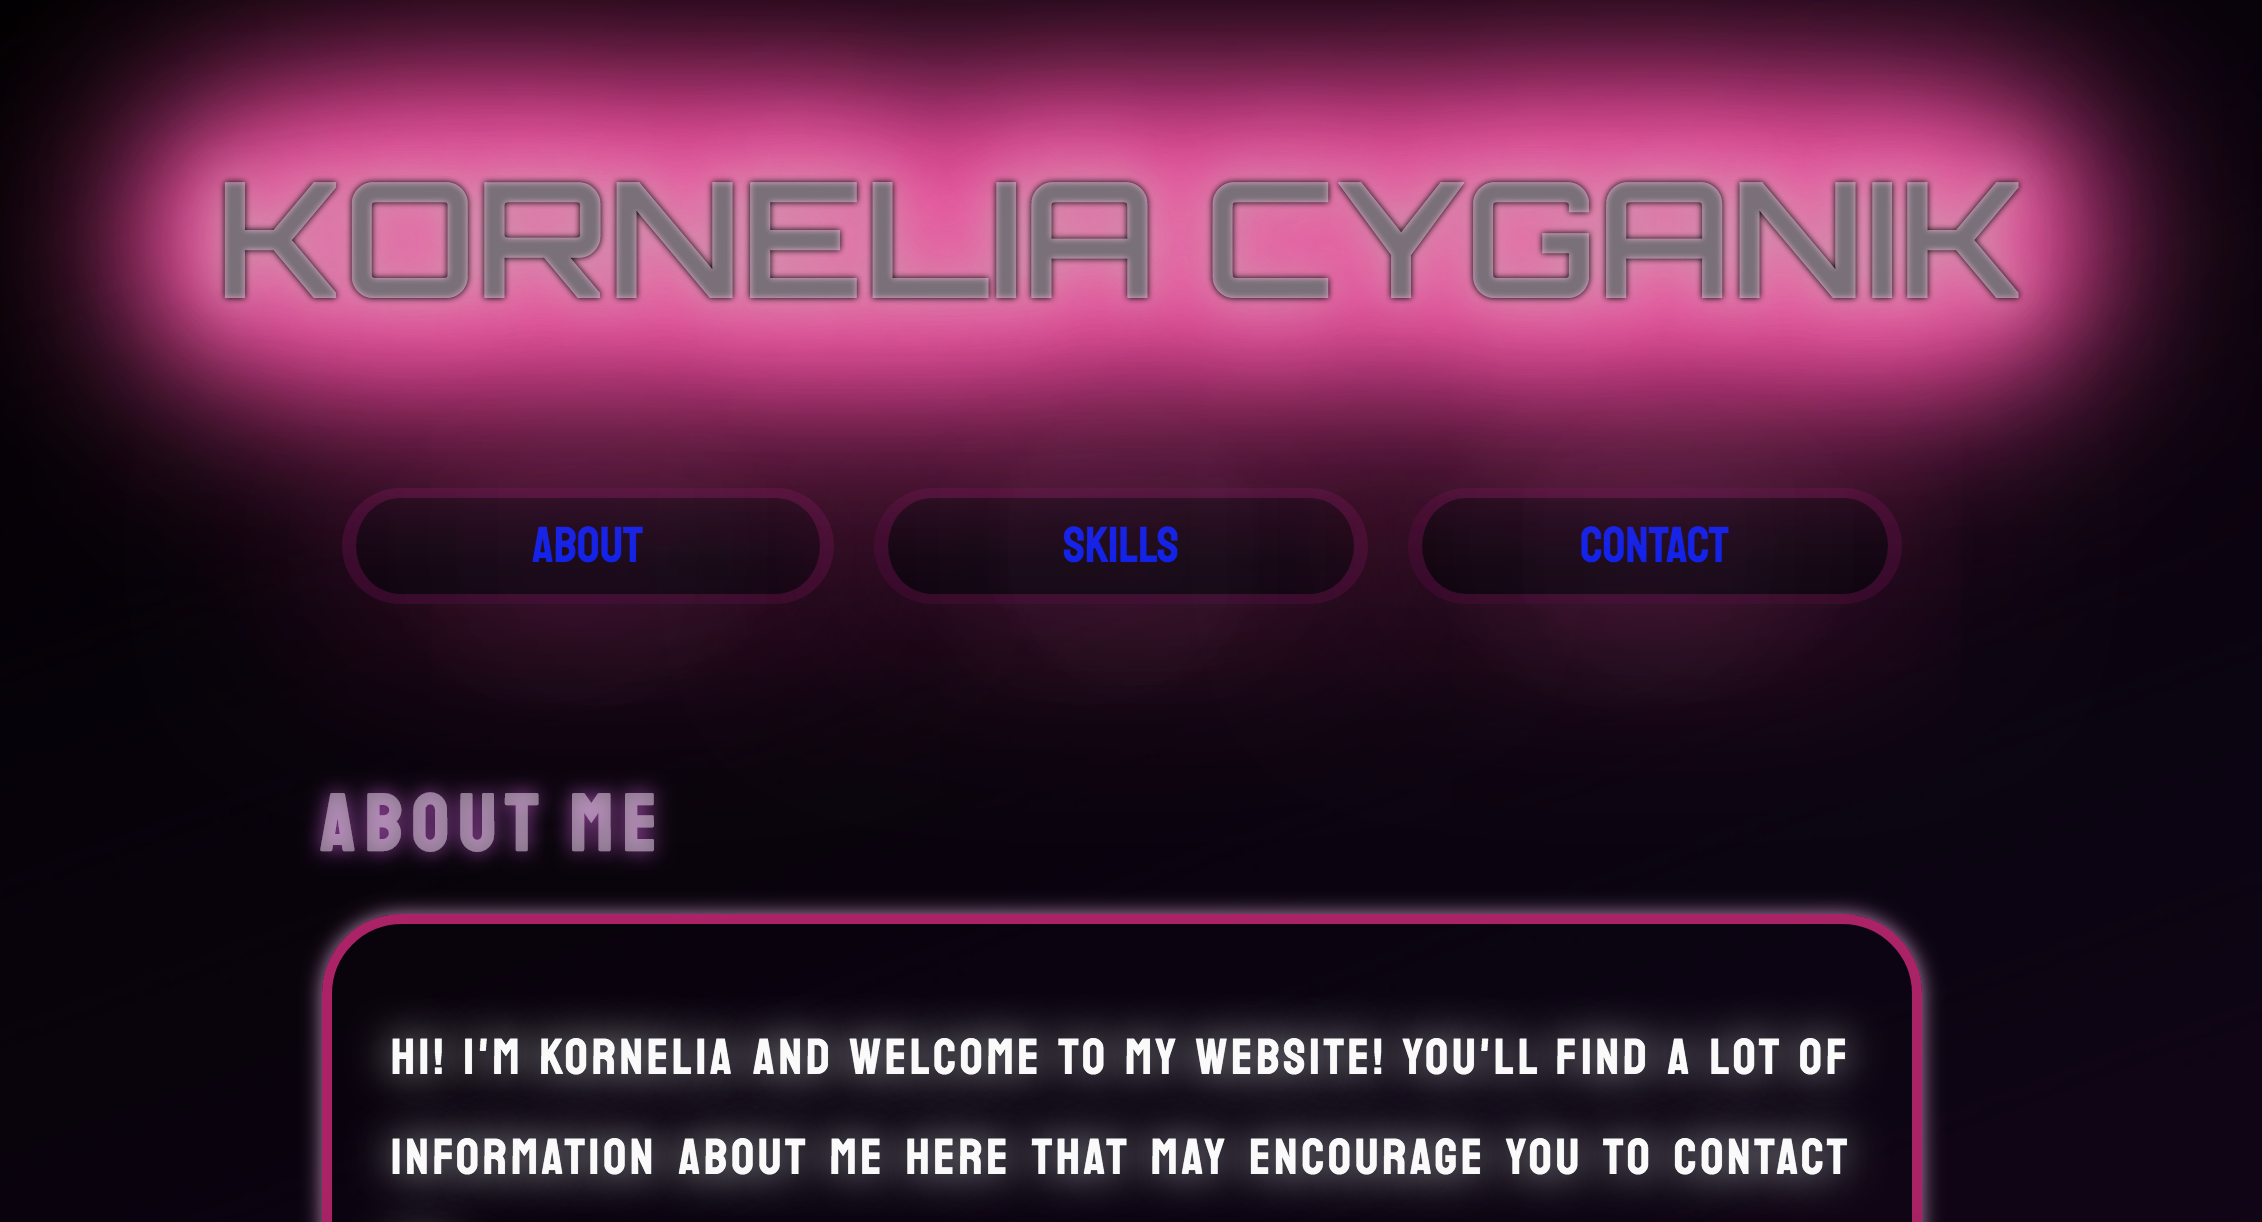 KORNELIA CYGANIK
ABOUT SKILLS CONTACT
ABOUT ME
HI! I'M KORNELIA AND WELCOME TO MY WEBSITE! YOU'LL FIND A LOT OF
INFORMATION ABOUT ME HERE THAT MAY ENCOURAGE YOU TO CONTACT